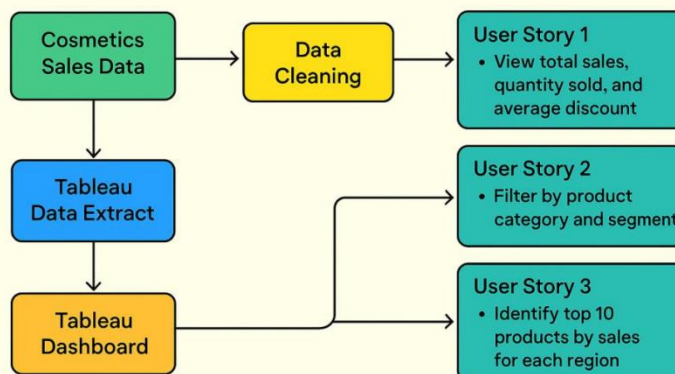 Cosmetics
Sales Data
Data
Cleaning
User Story 1
• View total sales,
quantity sold, and
average discount
Tableau
Data Extract
User Story 2
• Filter by product
category and segment
Tableau
Dashboard
User Story 3
• Identify top 10
products by sales
for each region